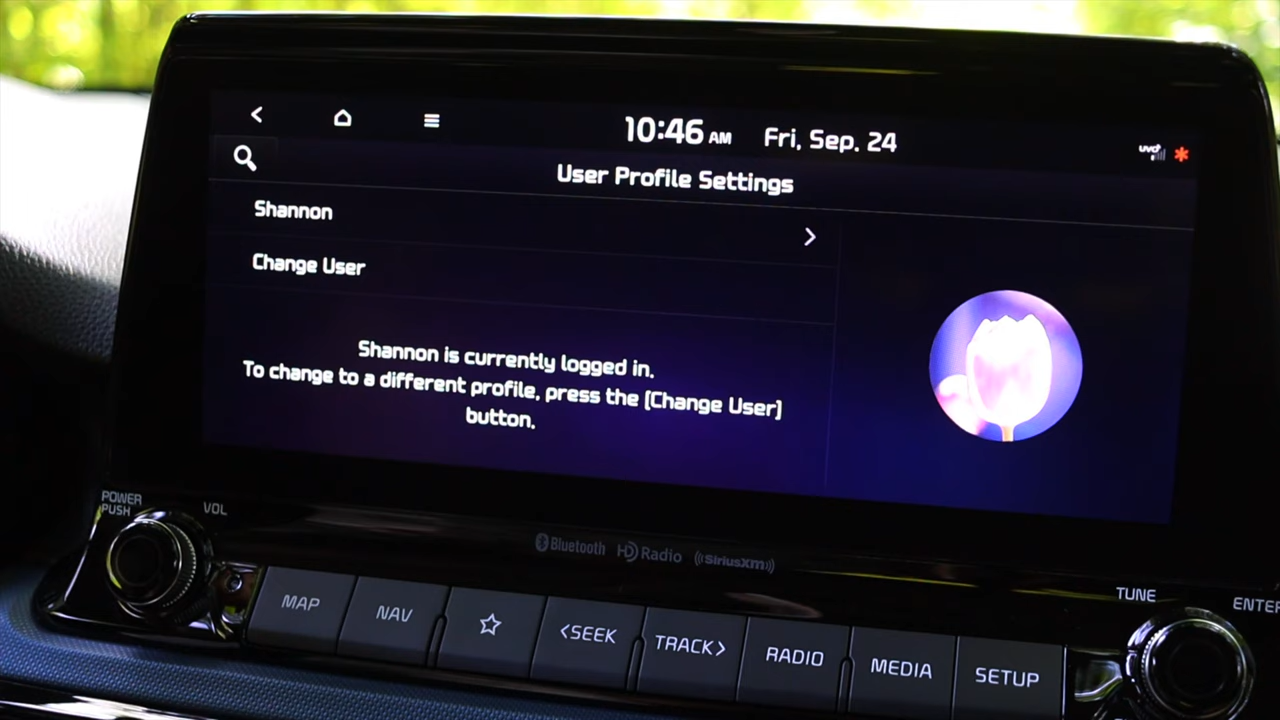 10:46 AM Fri, Sep. 24
UVO
User Profile Settings
Shannon
Change User
Shannon is currently logged in.
To change to a different profile, press the [Change User]
button.
POWER
PUSH
VOL
Bluetooth HD Radio ((SiriusXM))
TUNE
ENTER
MAP
NAV
<SEEK
TRACK>
RADIO
MEDIA
SETUP